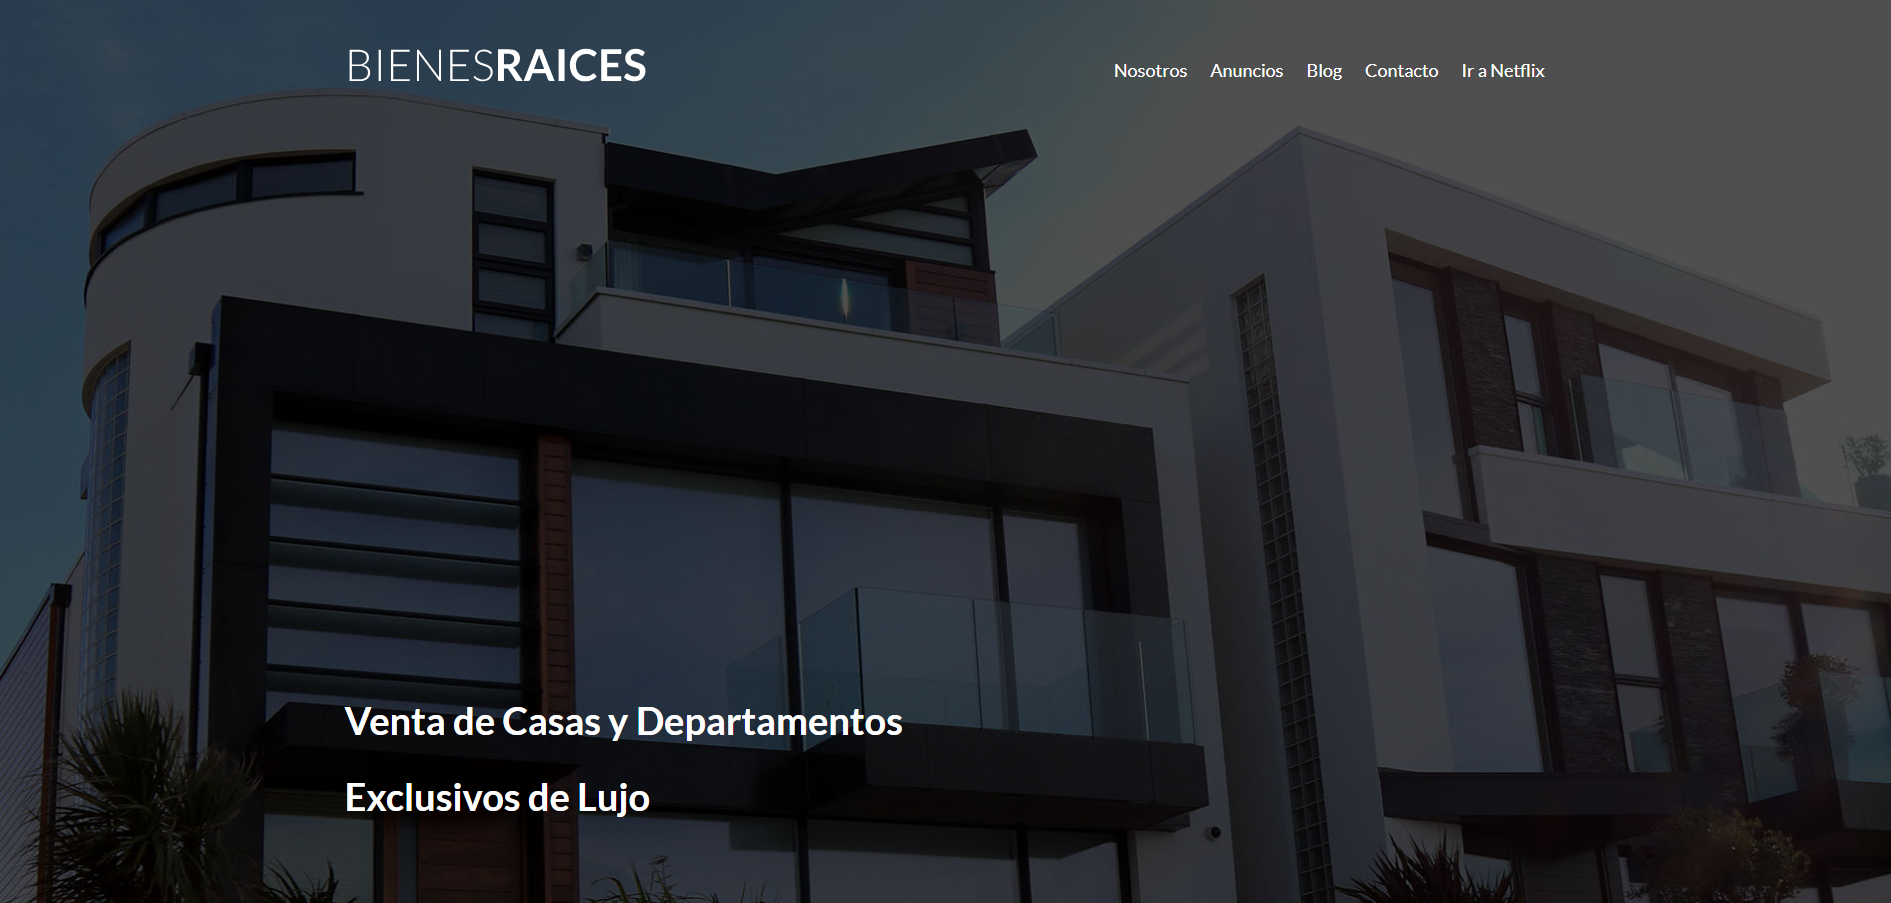 BIENESRAICES
Nosotros Anuncios Blog Contacto Ir a Netflix
Venta de Casas y Departamentos
Exclusivos de Lujo